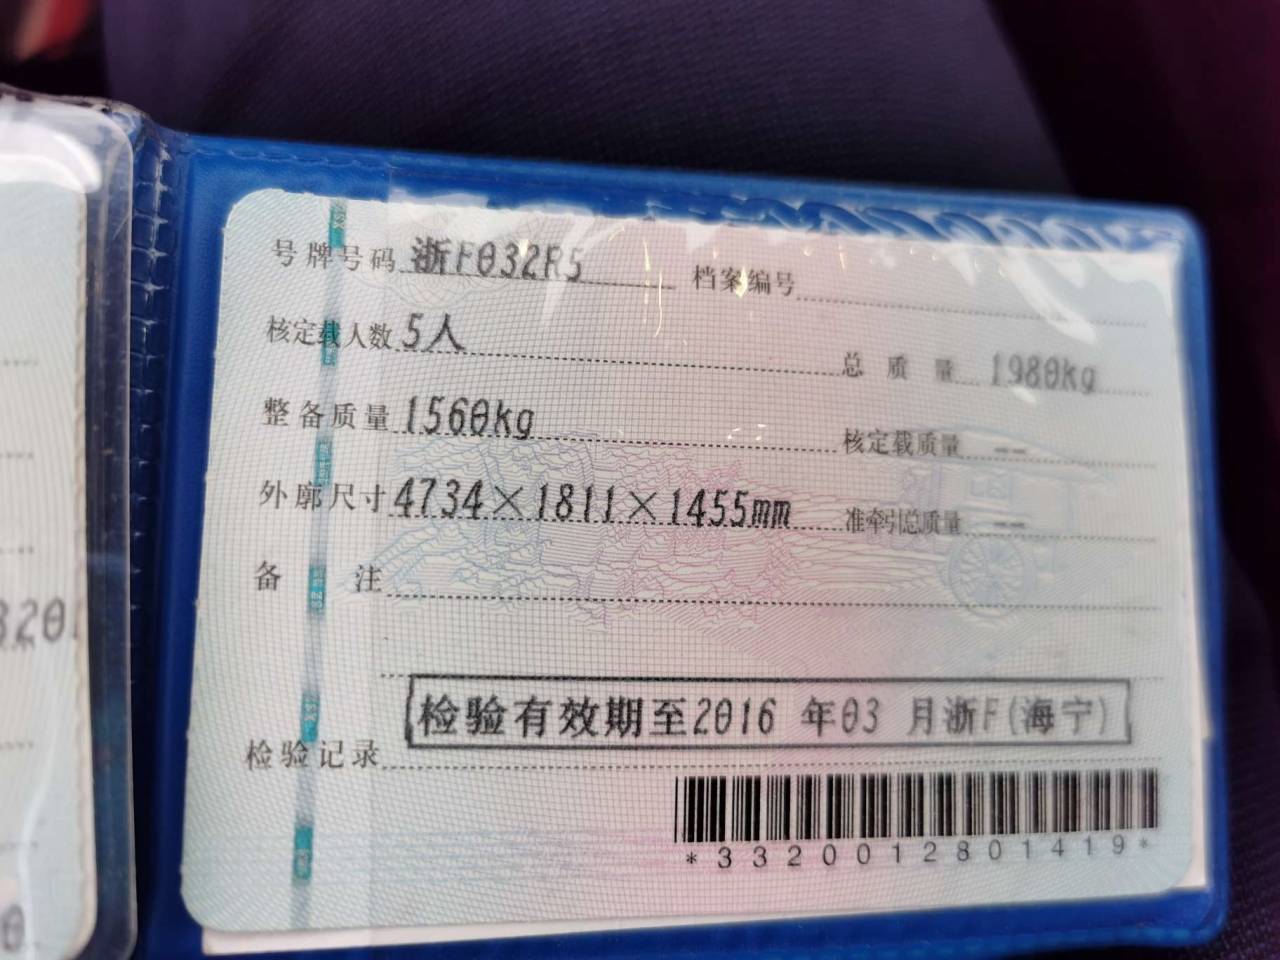 号牌号码 浙F032R5 档案编号
核定载人数 5人 总质量 1980kg
整备质量 1560kg 核定载质量 --
外廓尺寸 4734×1811×1455mm 准牵引总质量 --
备注
检验有效期至2016 年03 月浙F(海宁)
检验记录
*3320012801419*